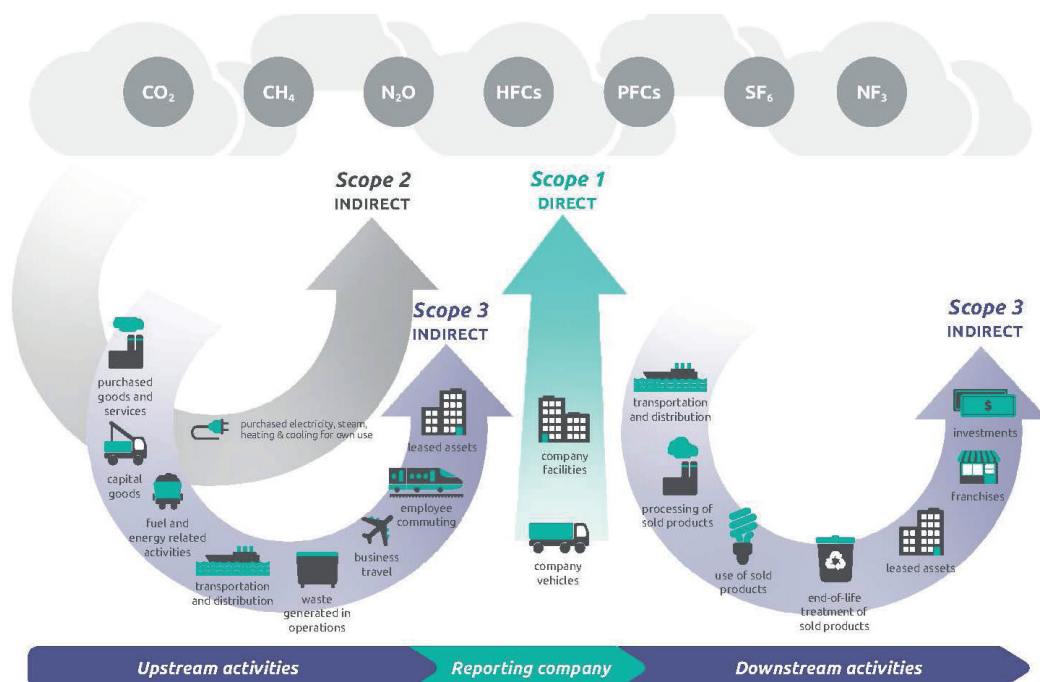 CO₂
CH₄
N₂O
HFCs
PFCs
SF₆
NF₃
Scope 2
INDIRECT
Scope 1
DIRECT
Scope 3
INDIRECT
Scope 3
INDIRECT
purchased
goods and
services
capital
goods
fuel and
energy related
activities
transportation
and distribution
waste
generated in
operations
business
travel
employee
commuting
leased assets
purchased electricity, steam,
heating & cooling for own use
company
facilities
company
vehicles
transportation
and distribution
processing of
sold products
use of sold
products
end-of-life
treatment of
sold products
leased assets
franchises
$
investments
Upstream activities
Reporting company
Downstream activities